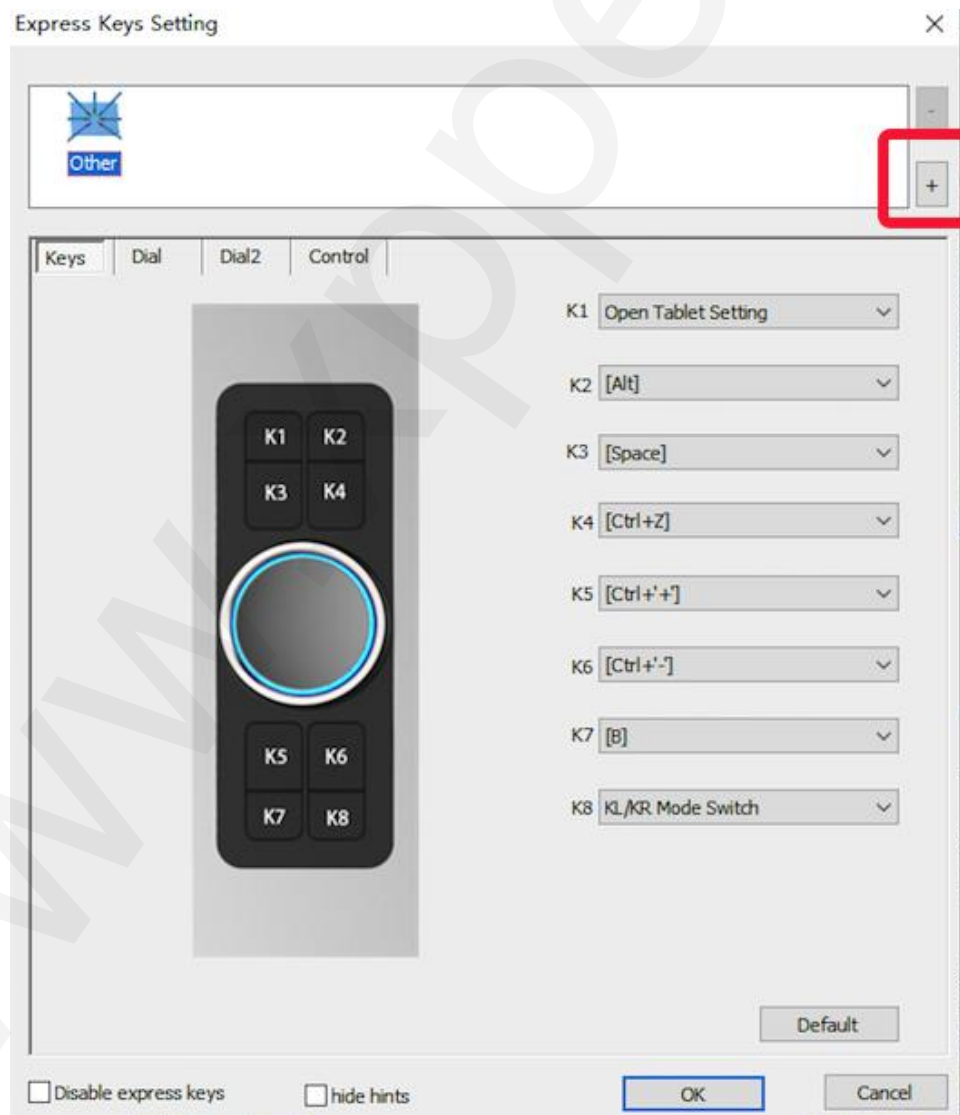 Express Keys Setting
-
Other
+
Keys Dial Dial2 Control
K1 Open Tablet Setting
K2 [Alt]
K1 K2
K3 [Space]
K3 K4
K4 [Ctrl+Z]
K5 [Ctrl+'+']
K6 [Ctrl+'-']
K7 [B]
K5 K6
K8 KL/KR Mode Switch
K7 K8
Default
Disable express keys hide hints OK Cancel